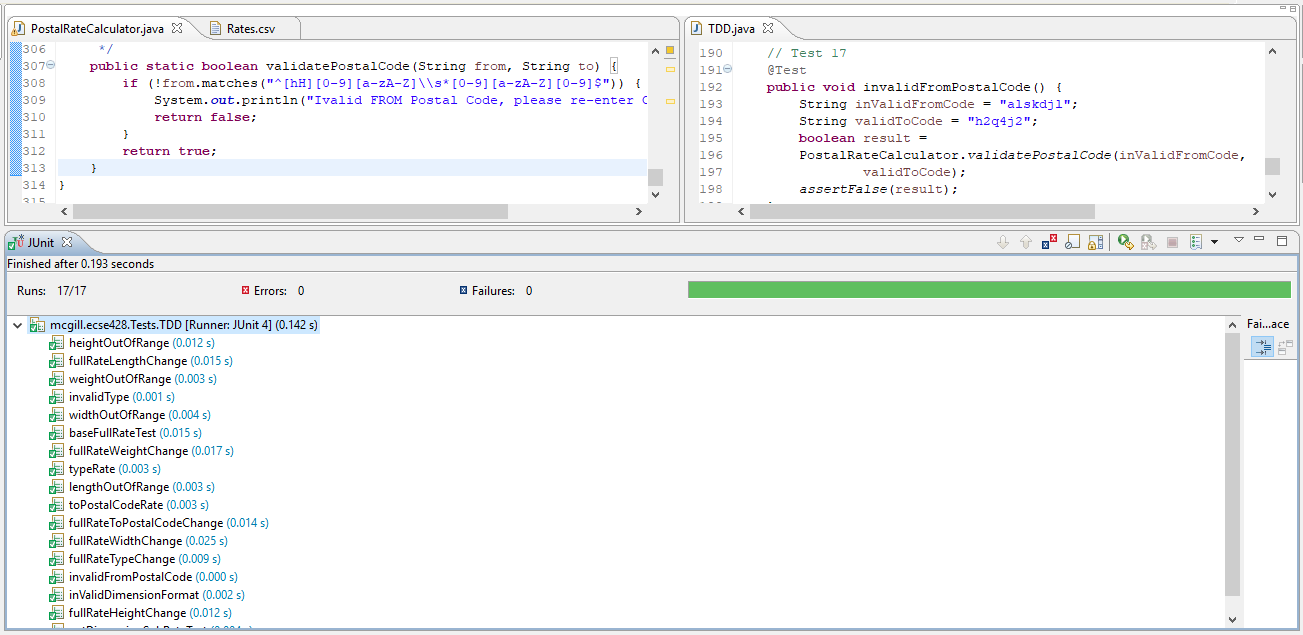 PostalRateCalculator.java
Rates.csv
306 */
307 public static boolean validatePostalCode(String from, String to) {
308 if (!from.matches("^[hH][0-9][a-zA-Z]\\s*[0-9][a-zA-Z][0-9]$")) {
309 System.out.println("Ivalid FROM Postal Code, please re-enter
310 return false;
311 }
312 return true;
313 }
314 }
315
TDD.java
190 // Test 17
191 @Test
192 public void invalidFromPostalCode() {
193 String inValidFromCode = "alskdjl";
194 String validToCode = "h2q4j2";
195 boolean result =
196 PostalRateCalculator.validatePostalCode(inValidFromCode,
197 validToCode);
198 assertFalse(result);
JUnit
Finished after 0.193 seconds
Runs: 17/17 Errors: 0 Failures: 0
mcgill.ecse428.Tests.TDD [Runner: JUnit 4] (0.142 s)
Fai...ace
heightOutOfRange (0.012 s)
fullRateLengthChange (0.015 s)
weightOutOfRange (0.003 s)
invalidType (0.001 s)
widthOutOfRange (0.004 s)
baseFullRateTest (0.015 s)
fullRateWeightChange (0.017 s)
typeRate (0.003 s)
lengthOutOfRange (0.003 s)
toPostalCodeRate (0.003 s)
fullRateToPostalCodeChange (0.014 s)
fullRateWidthChange (0.025 s)
fullRateTypeChange (0.009 s)
invalidFromPostalCode (0.000 s)
inValidDimensionFormat (0.002 s)
fullRateHeightChange (0.012 s)